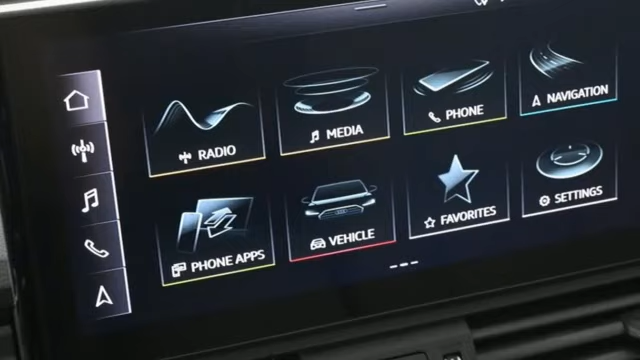 RADIO
MEDIA
PHONE
NAVIGATION
PHONE APPS
VEHICLE
FAVORITES
SETTINGS